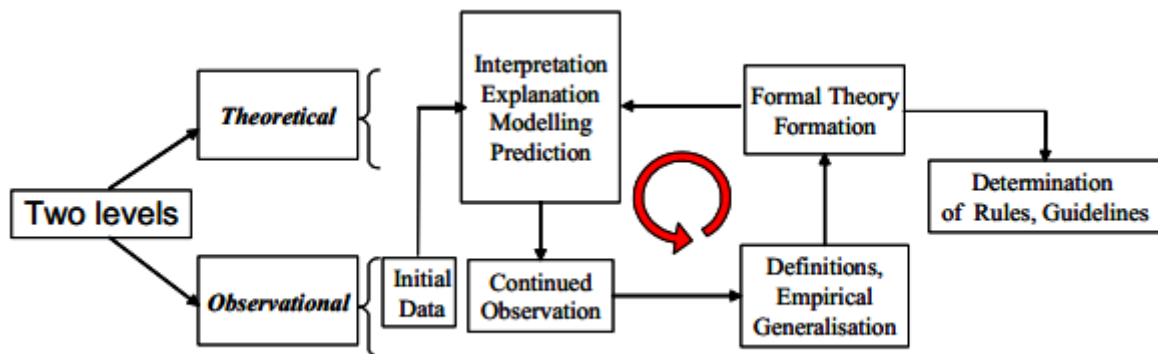 Two levels
Theoretical
Observational
Initial
Data
Interpretation
Explanation
Modelling
Prediction
Continued
Observation
Definitions,
Empirical
Generalisation
Formal Theory
Formation
Determination
of Rules, Guidelines